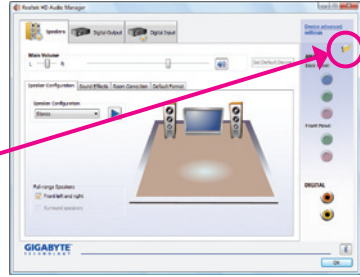 Realtek HD Audio Manager
Speakers
Digital Output
Digital Input
Device advanced
settings
Main Volume
L
R
Set Default Device
Speaker Configuration
Sound Effects
Room Correction
Default Format
Speaker Configuration
Stereo
Front Panel
Full-range Speakers
Front left and right
Surround speakers
DIGITAL
GIGABYTE
TECHNOLOGY
OK